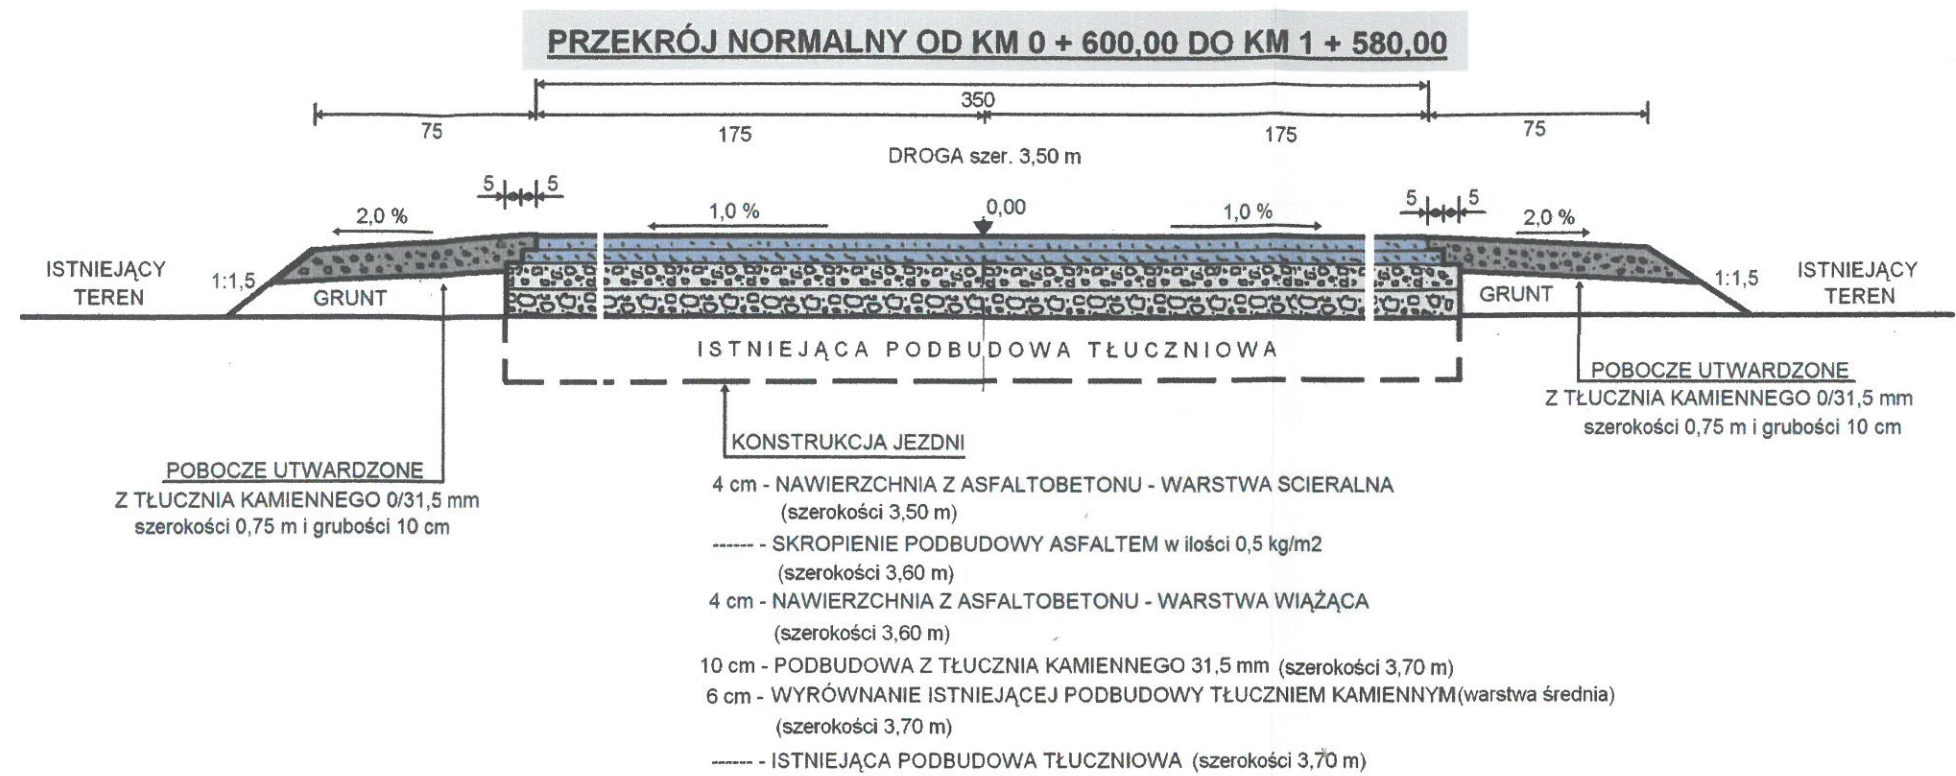 PRZEKRÓJ NORMALNY OD KM 0 + 600,00 DO KM 1 + 580,00
350
75 175 175 75
DROGA szer. 3,50 m
5 5 5 5
2,0 % 1,0 % 0,00 1,0 % 2,0 %
ISTNIEJĄCY
TEREN
1:1,5
GRUNT
GRUNT
1:1,5
ISTNIEJĄCY
TEREN
ISTNIEJĄCA PODBUDOWA TŁUCZNIOWA
POBOCZE UTWARDZONE
Z TŁUCZNIA KAMIENNEGO 0/31,5 mm
szerokości 0,75 m i grubości 10 cm
POBOCZE UTWARDZONE
Z TŁUCZNIA KAMIENNEGO 0/31,5 mm
szerokości 0,75 m i grubości 10 cm
KONSTRUKCJA JEZDNI
4 cm - NAWIERZCHNIA Z ASFALTOBETONU - WARSTWA SCIERALNA
(szerokości 3,50 m)
------ - SKROPIENIE PODBUDOWY ASFALTEM w ilości 0,5 kg/m2
(szerokości 3,60 m)
4 cm - NAWIERZCHNIA Z ASFALTOBETONU - WARSTWA WIĄŻĄCA
(szerokości 3,60 m)
10 cm - PODBUDOWA Z TŁUCZNIA KAMIENNEGO 31,5 mm (szerokości 3,70 m)
6 cm - WYRÓWNANIE ISTNIEJĄCEJ PODBUDOWY TŁUCZNIEM KAMIENNYM(warstwa średnia)
(szerokości 3,70 m)
------ - ISTNIEJĄCA PODBUDOWA TŁUCZNIOWA (szerokości 3,70 m)